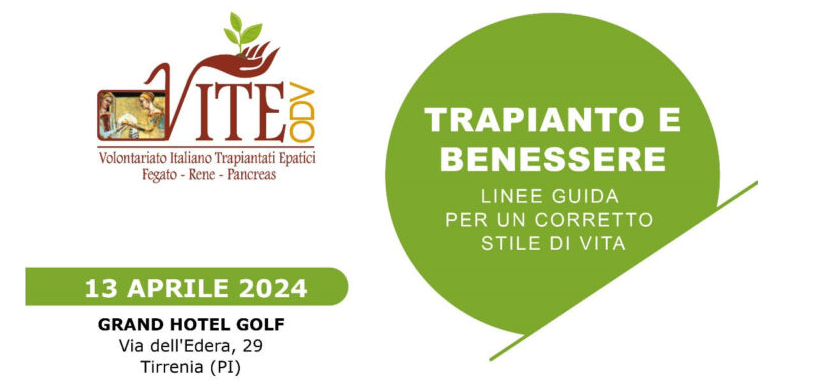 VITE ODV
Volontariato Italiano Trapiantati Epatici
Fegato - Rene - Pancreas
13 APRILE 2024
GRAND HOTEL GOLF
Via dell'Edera, 29
Tirrenia (PI)
TRAPIANTO E
BENESSERE
LINEE GUIDA
PER UN CORRETTO
STILE DI VITA